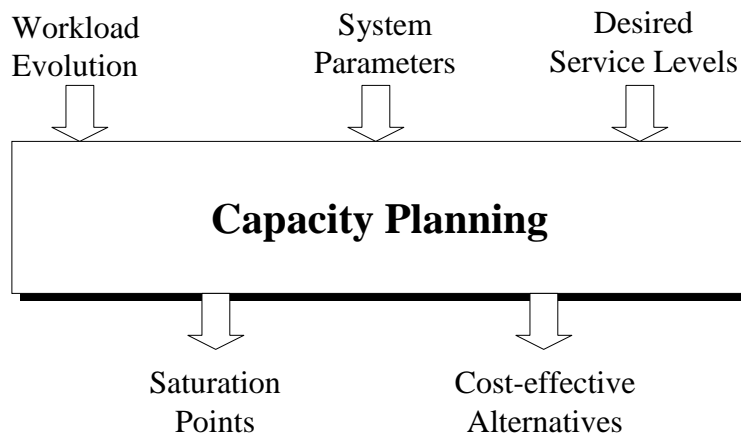 Workload
Evolution
System
Parameters
Desired
Service Levels
Capacity Planning
Saturation
Points
Cost-effective
Alternatives